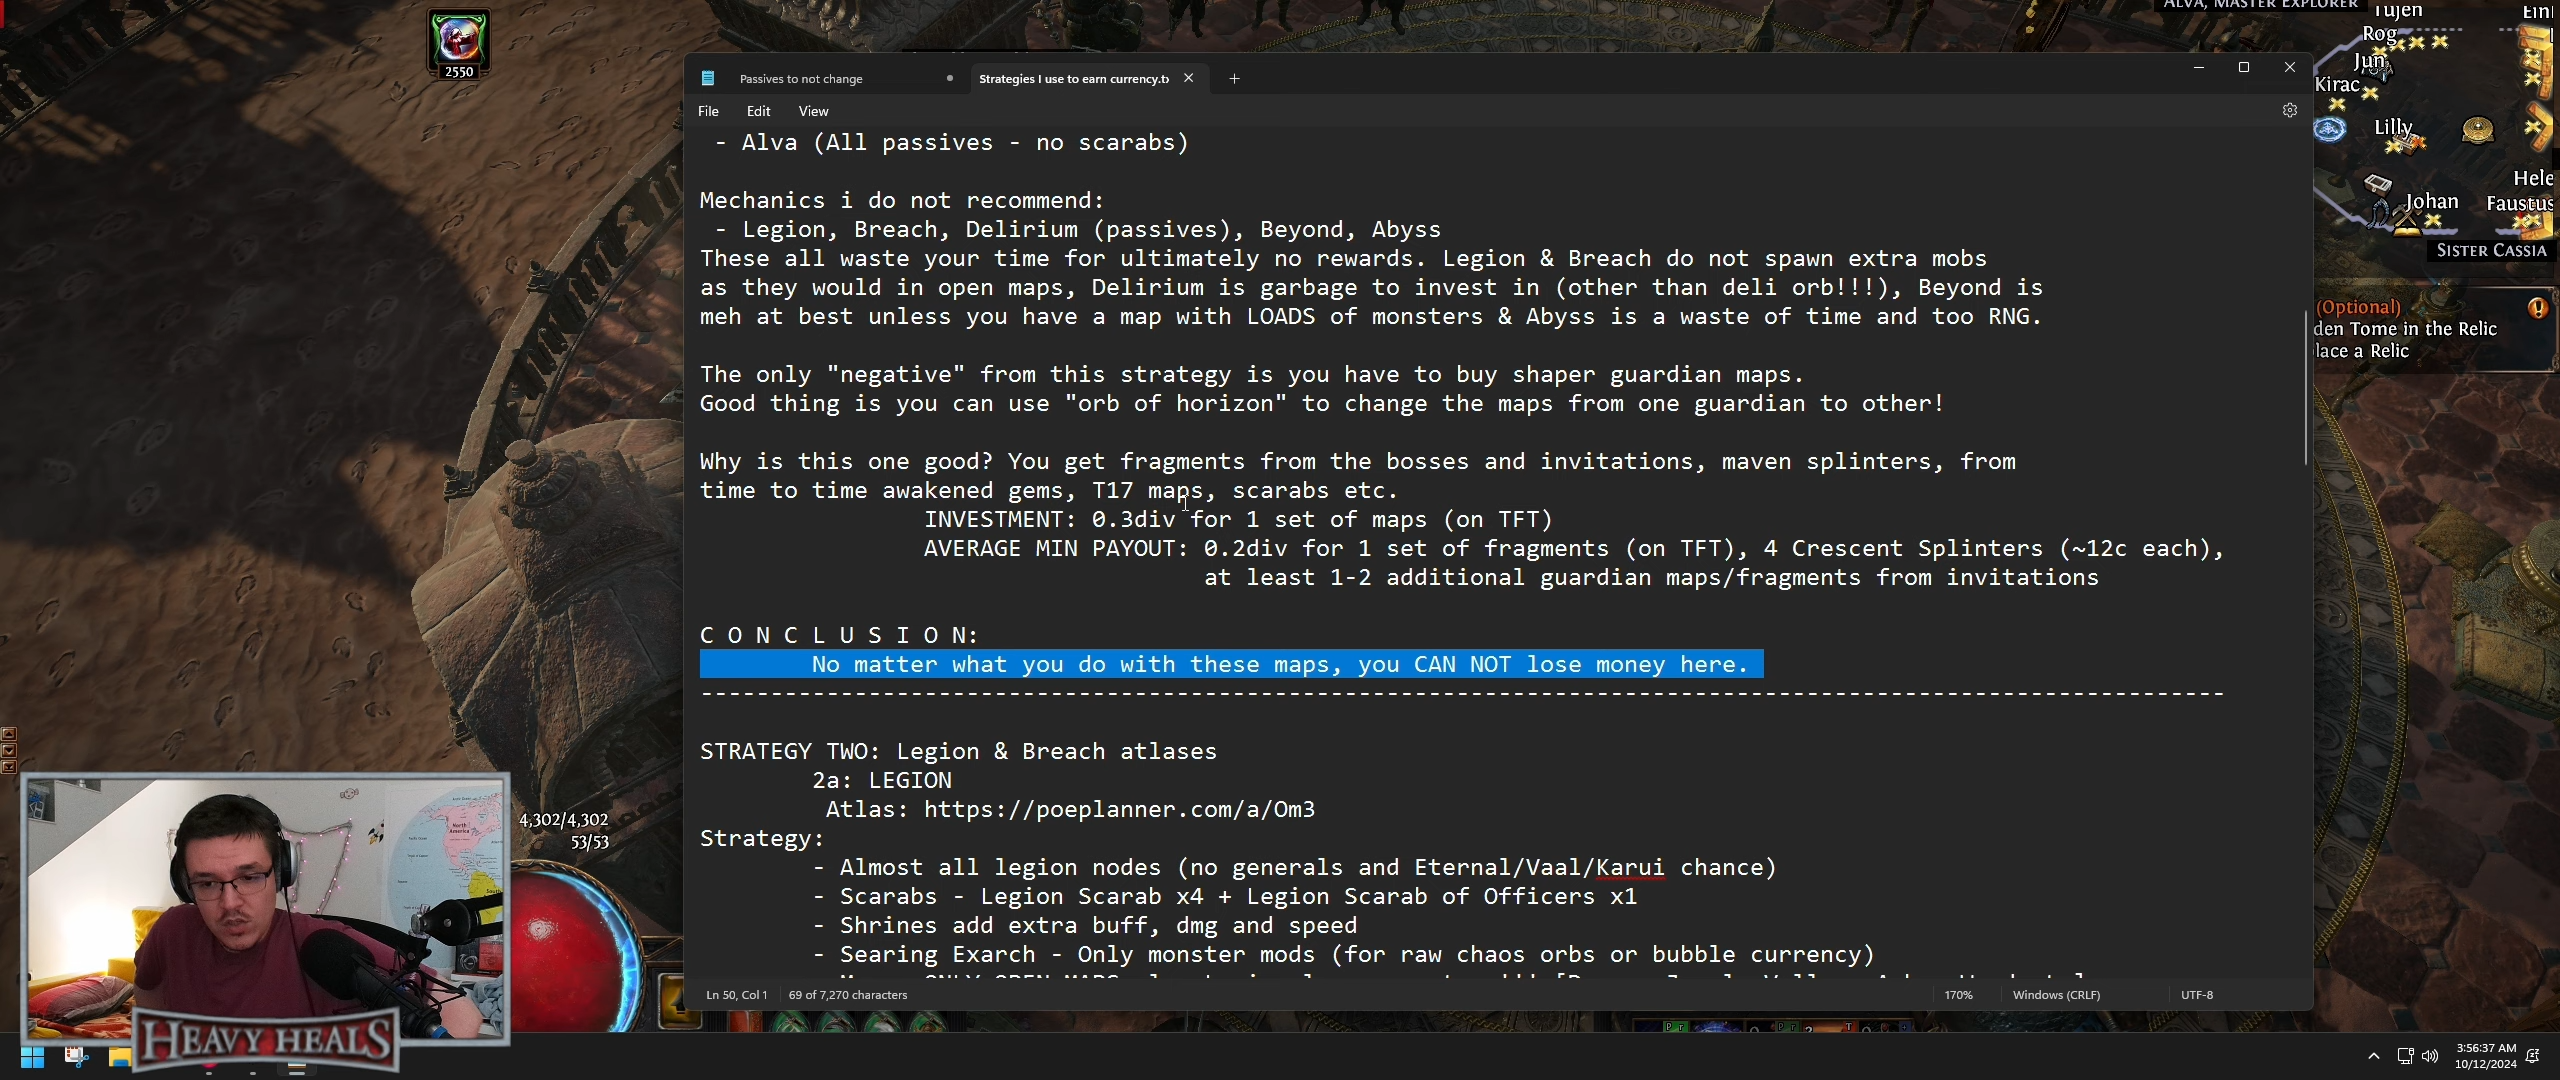 2550
ALVA, MASTER EXPLORER
Tujen
Rog
Jun
Kirac
Lilly
Johan
Hele
Faustus
SISTER CASSIA
(Optional)
den Tome in the Relic
lace a Relic
Passives to not change
Strategies I use to earn currency.t
File
Edit
View
- Alva (All passives - no scarabs)
Mechanics i do not recommend:
- Legion, Breach, Delirium (passives), Beyond, Abyss
These all waste your time for ultimately no rewards. Legion & Breach do not spawn extra mobs
as they would in open maps, Delirium is garbage to invest in (other than deli orb!!!), Beyond is
meh at best unless you have a map with LOADS of monsters & Abyss is a waste of time and too RNG.
The only "negative" from this strategy is you have to buy shaper guardian maps.
Good thing is you can use "orb of horizon" to change the maps from one guardian to other!
Why is this one good? You get fragments from the bosses and invitations, maven splinters, from
time to time awakened gems, T17 maps, scarabs etc.
INVESTMENT: 0.3div for 1 set of maps (on TFT)
AVERAGE MIN PAYOUT: 0.2div for 1 set of fragments (on TFT), 4 Crescent Splinters (~12c each),
at least 1-2 additional guardian maps/fragments from invitations
C O N C L U S I O N:
No matter what you do with these maps, you CAN NOT lose money here.
-------------------------------------------------------------------------------------------------------------
STRATEGY TWO: Legion & Breach atlases
2a: LEGION
Atlas: https://poeplanner.com/a/Om3
Strategy:
- Almost all legion nodes (no generals and Eternal/Vaal/Karui chance)
- Scarabs - Legion Scarab x4 + Legion Scarab of Officers x1
- Shrines add extra buff, dmg and speed
- Searing Exarch - Only monster mods (for raw chaos orbs or bubble currency)
Ln 50, Col 1
69 of 7,270 characters
170%
Windows (CRLF)
UTF-8
4,302/4,302
53/53
North America
HEAVY HEALS
3:56:37 AM
10/12/2024